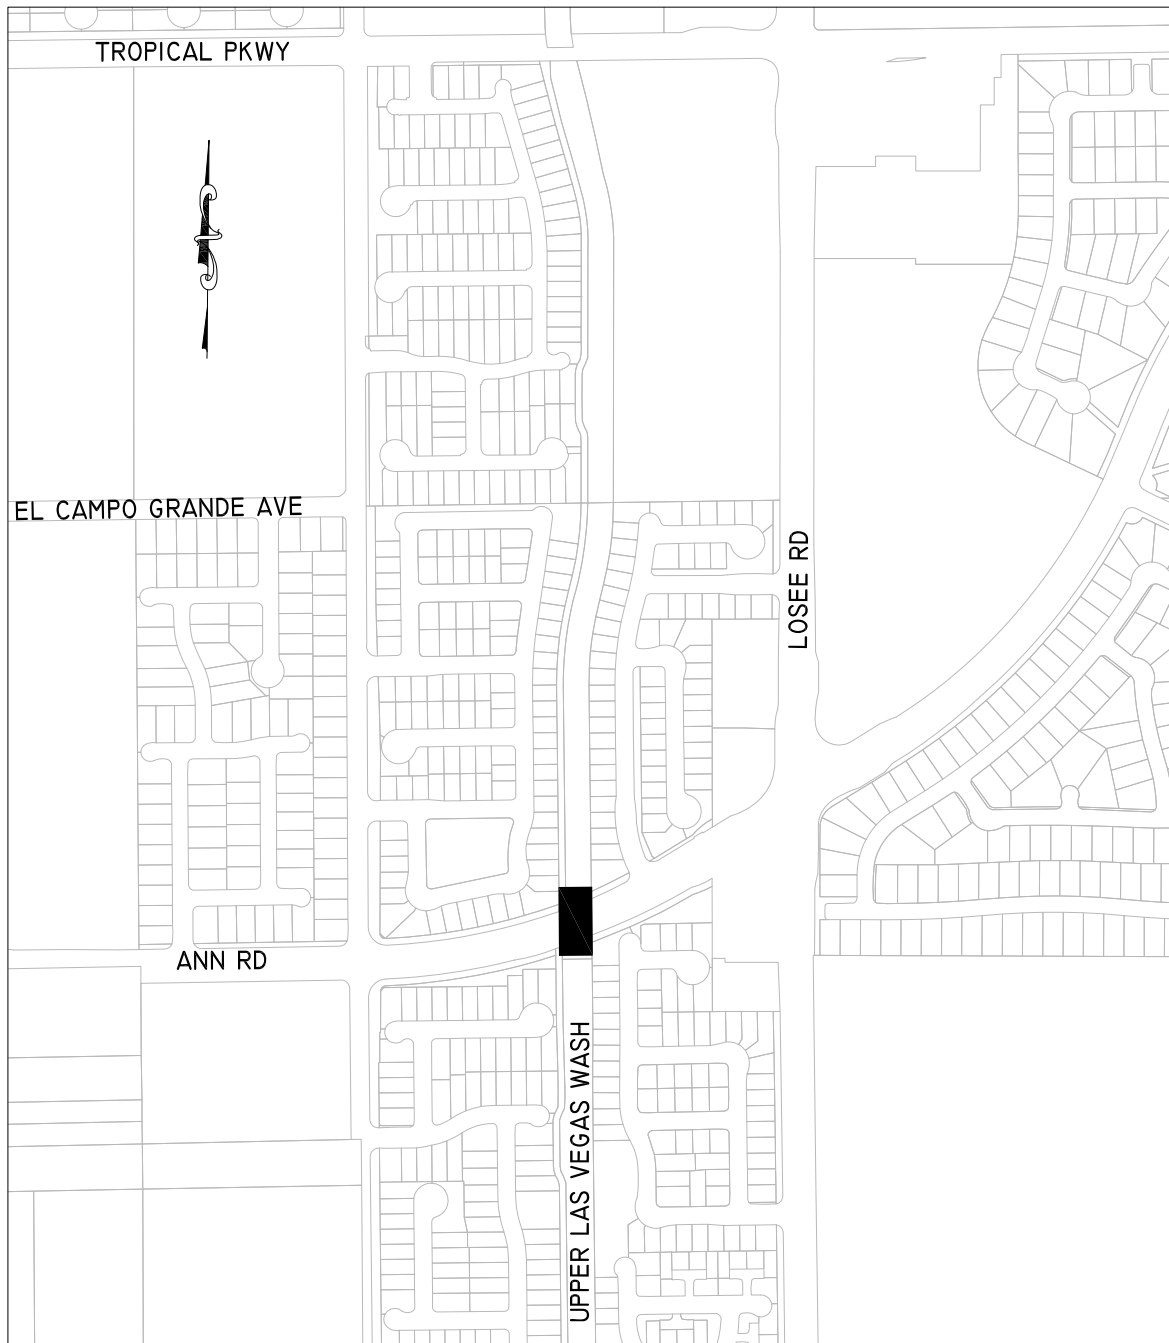 TROPICAL PKWY
EL CAMPO GRANDE AVE
LOSEE RD
ANN RD
UPPER LAS VEGAS WASH